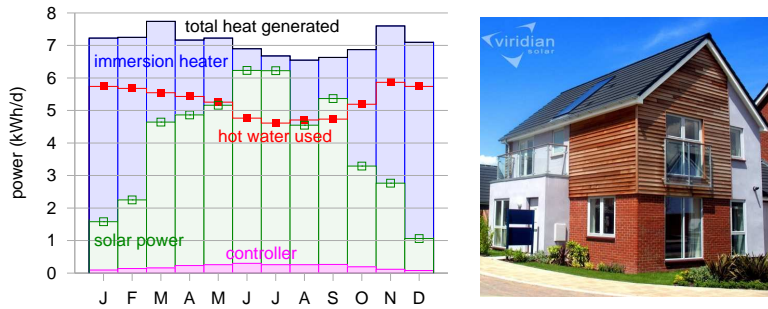 8
total heat generated
7
immersion heater
6
5
hot water used
4
3
2
1
solar power
controller
0
power (kWh/d)
J F M A M J J A S O N D
viridian
solar